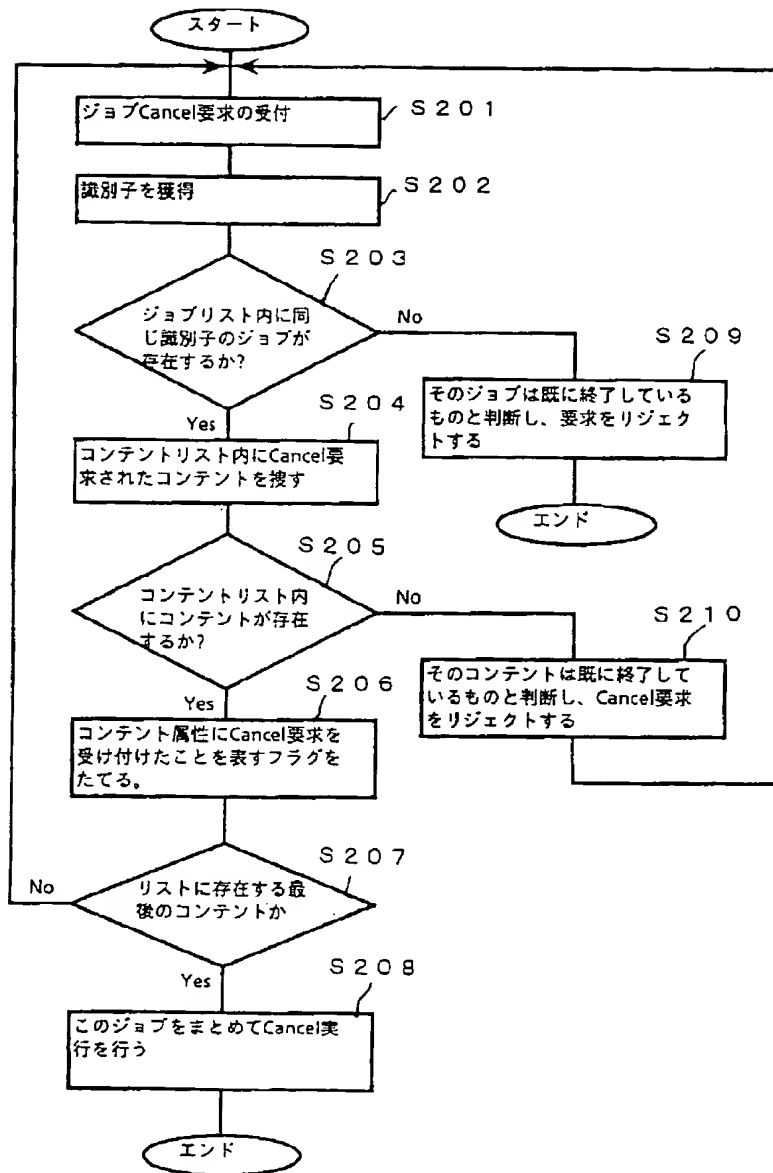 スタート
ジョブCancel要求の受付
S201
識別子を獲得
S202
S203
ジョブリスト内に同
じ識別子のジョブが
存在するか?
No
Yes
S209
そのジョブは既に終了している
ものと判断し、要求をリジェク
トする
エンド
S204
コンテントリスト内にCancel要
求されたコンテントを捜す
S205
コンテントリスト内
にコンテントが存在
するか?
No
Yes
S210
そのコンテントは既に終了して
いるものと判断し、Cancel要求
をリジェクトする
S206
コンテント属性にCancel要求を
受け付けたことを表すフラグを
たてる。
S207
リストに存在する最
後のコンテントか
No
Yes
S208
このジョブをまとめてCancel実
行を行う
エンド